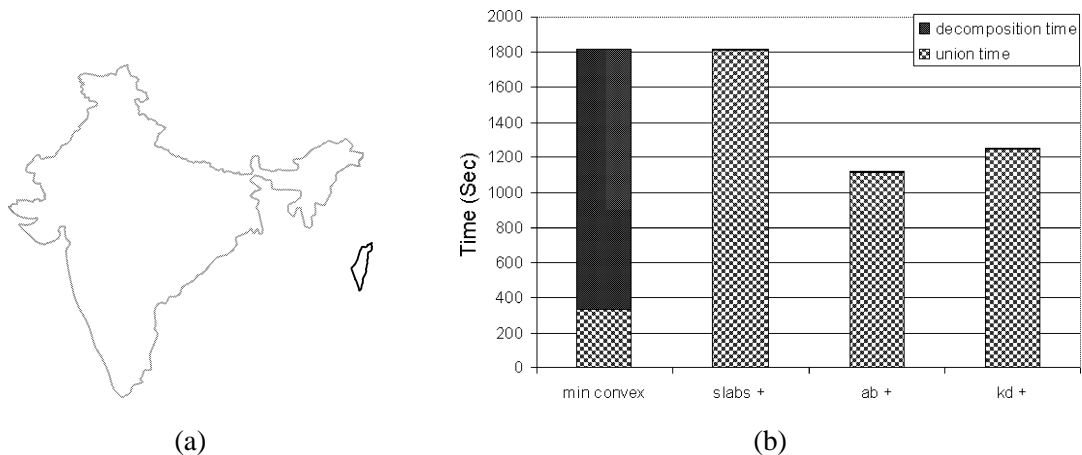 2000
1800
1600
1400
1200
1000
800
600
400
200
0
Time (Sec)
decomposition time
union time
min convex
slabs +
ab +
kd +
(a)
(b)